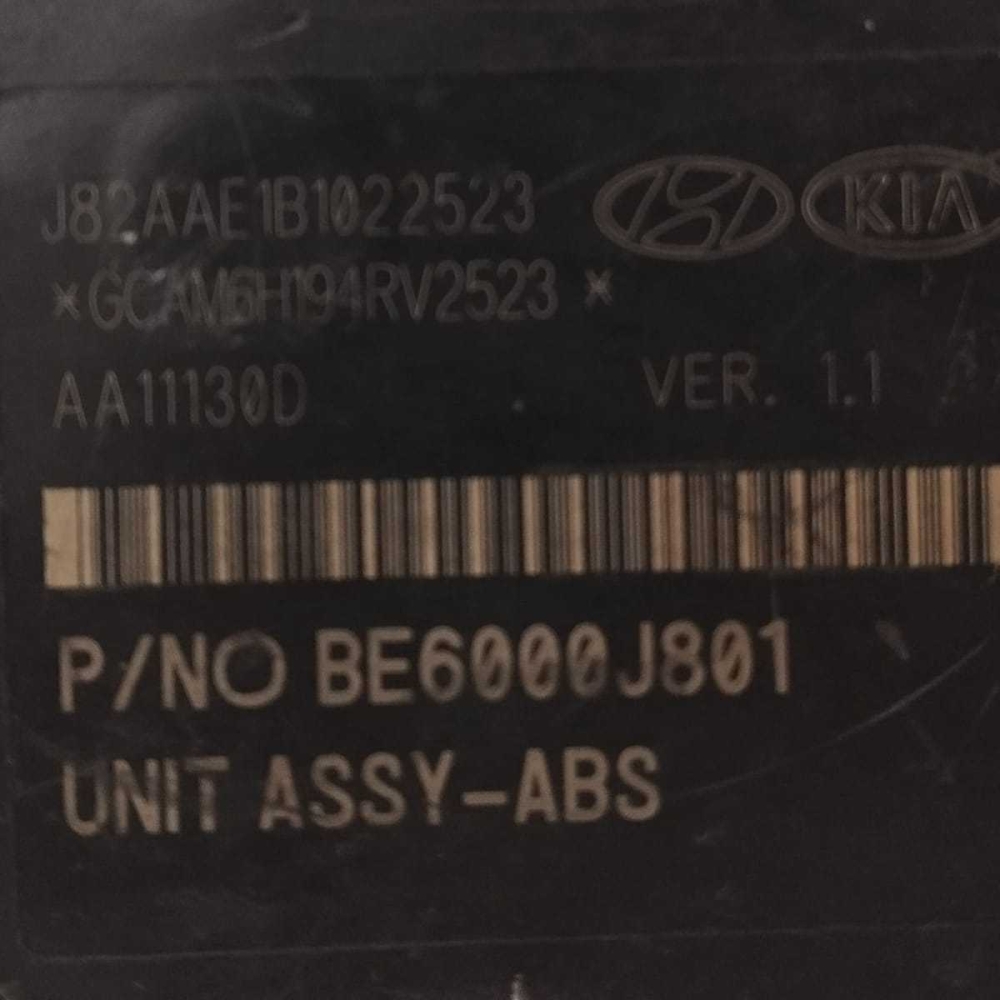 J82AAE1B1022523
KIA
*GCAM6H194RV2523 *
AA11130D VER. 1.1
P/NO BE6000J801
UNIT ASSY-ABS